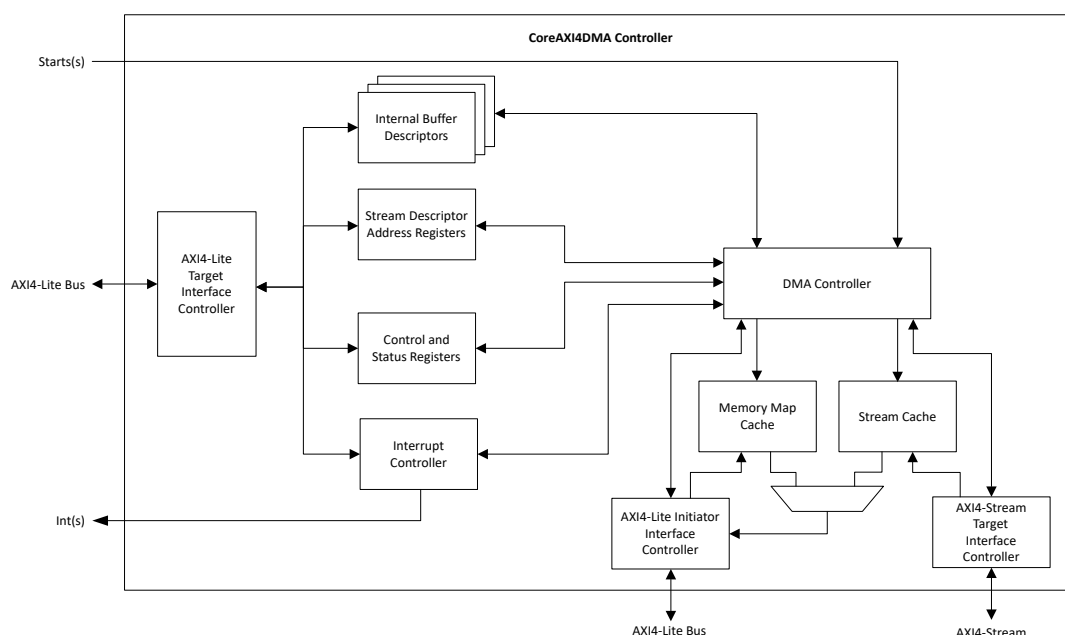 CoreAXI4DMA Controller
Starts(s)
Internal Buffer
Descriptors
Stream Descriptor
Address Registers
AXI4-Lite
Target
Interface
Controller
AXI4-Lite Bus
DMA Controller
Control and
Status Registers
Memory Map
Cache
Stream Cache
Interrupt
Controller
Int(s)
AXI4-Lite Initiator
Interface
Controller
AXI4-Stream
Target
Interface
Controller
AXI4-Lite Bus
AXI4-Stream